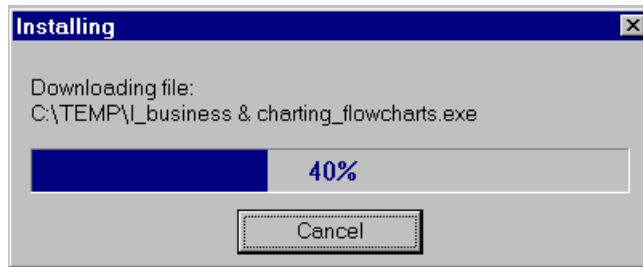 Installing
Downloading file:
C:\TEMP\I_business & charting_flowcharts.exe
40%
Cancel